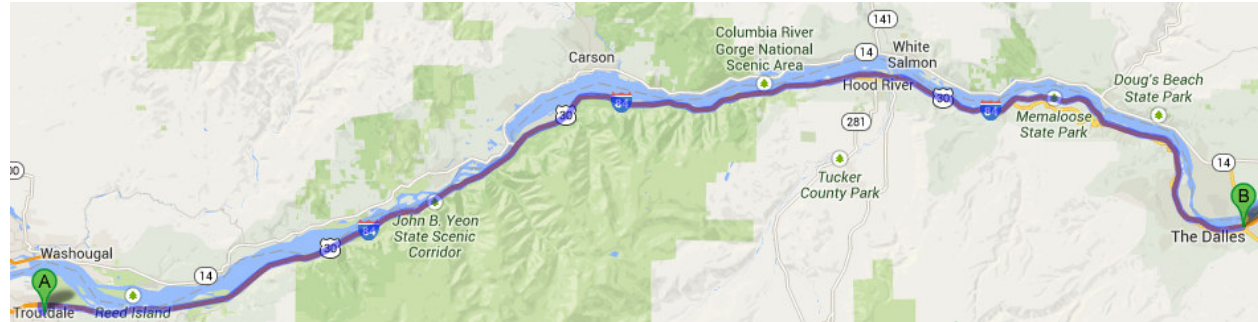 141
Columbia River
Gorge National
Scenic Area
14
White
Salmon
Carson
Doug's Beach
State Park
84
30
Hood River
30
84
Memaloose
State Park
281
14
Tucker
County Park
B
John B. Yeon
State Scenic
Corridor
84
30
The Dalles
Washougal
14
A
Troutdale
Reed Island